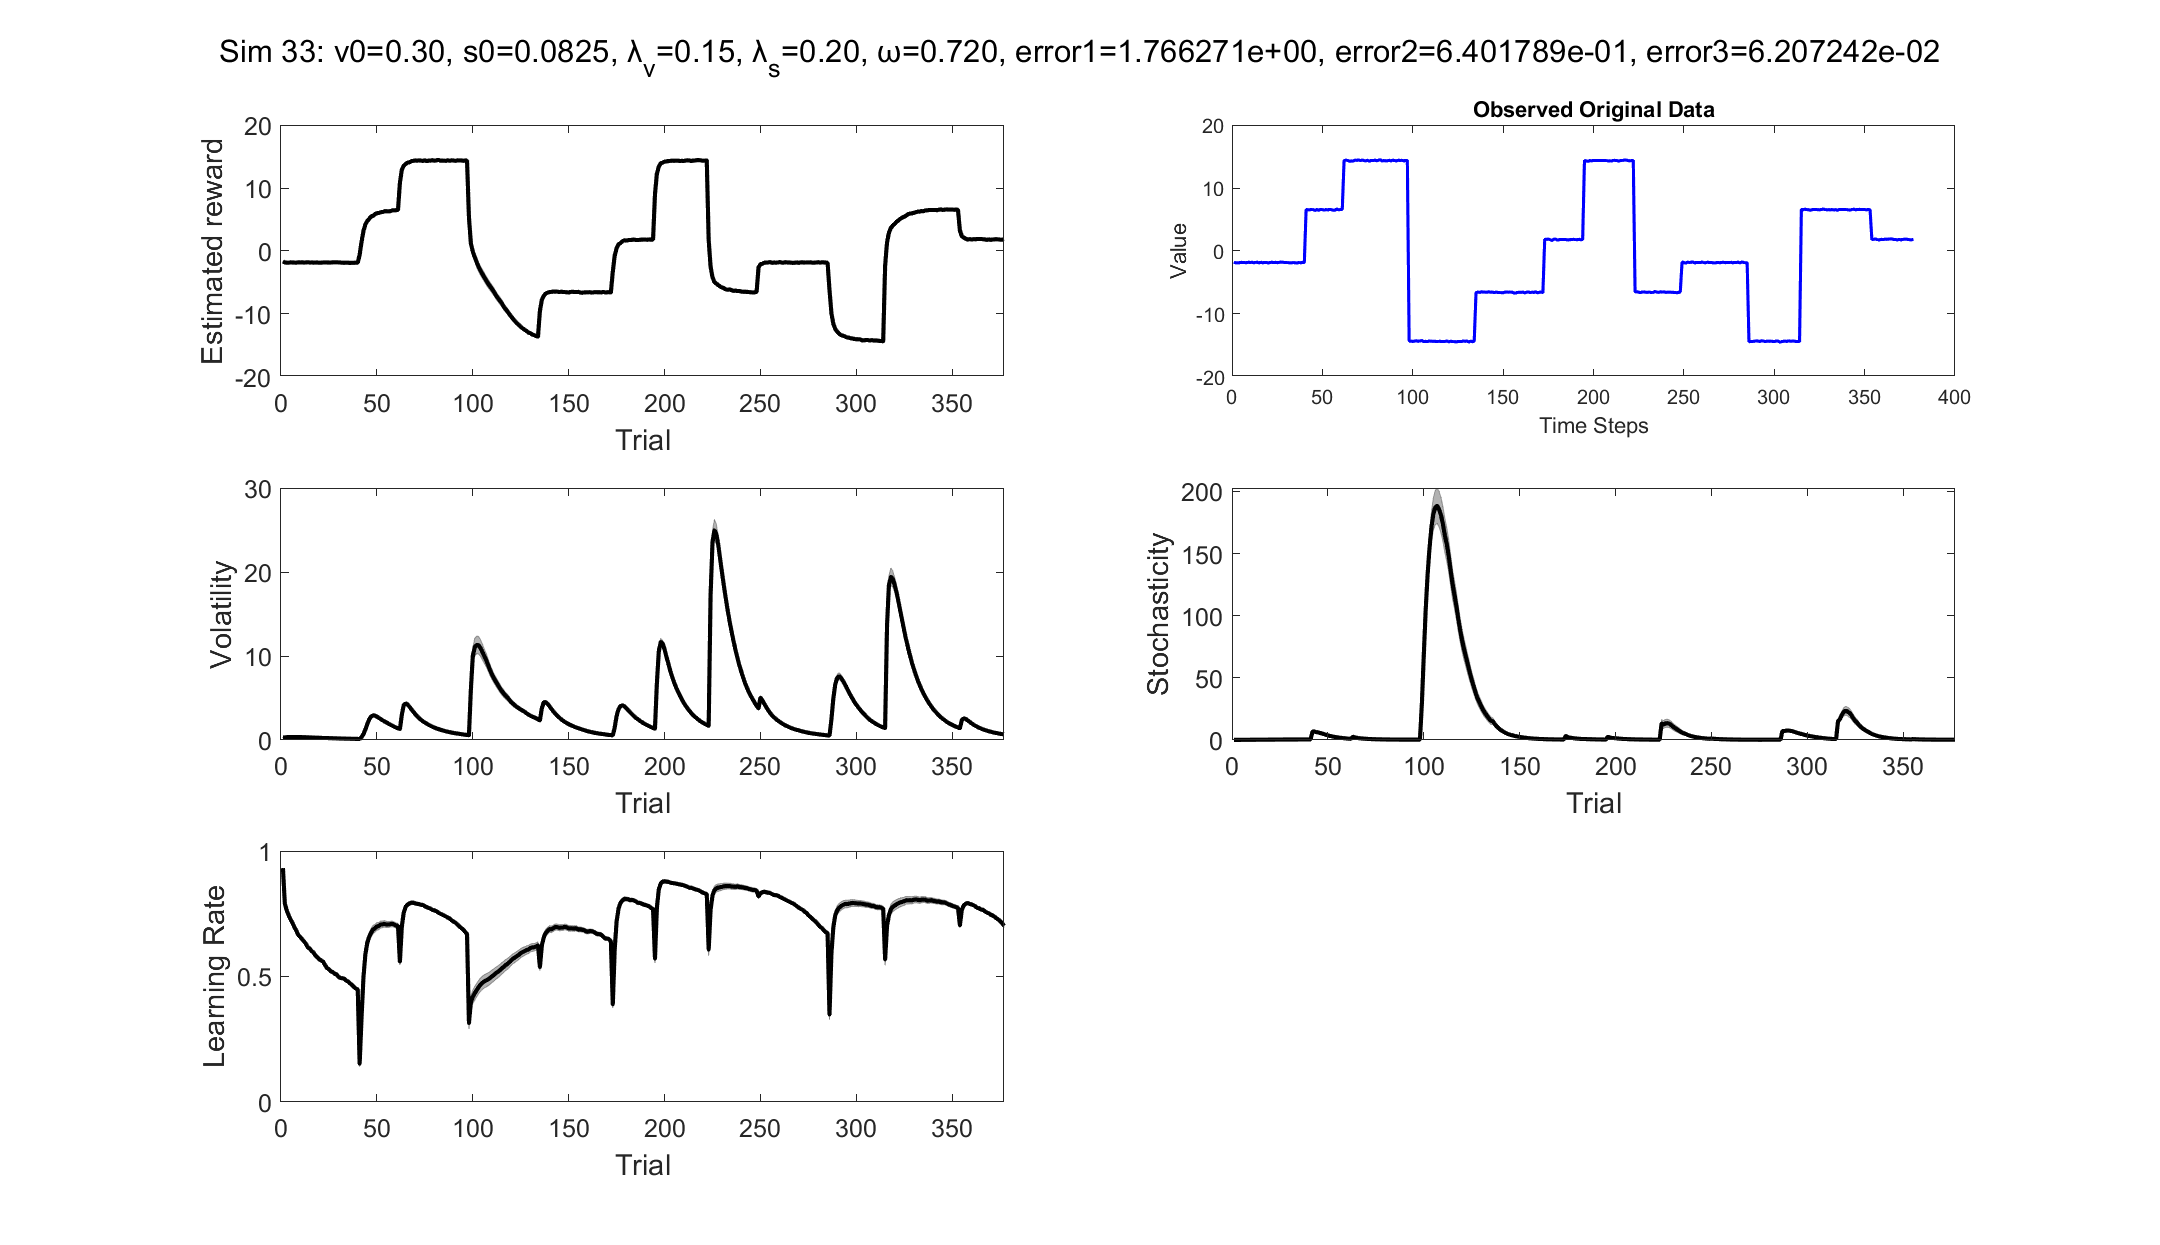 Sim 33: v0=0.30, s0=0.0825, λv=0.15, λs=0.20, ω=0.720, error1=1.766271e+00, error2=6.401789e-01, error3=6.207242e-02
Estimated reward
20
10
0
-10
-20
0 50 100 150 200 250 300 350
Trial
Observed Original Data
Value
20
10
0
-10
-20
0 50 100 150 200 250 300 350 400
Time Steps
Volatility
30
20
10
0
0 50 100 150 200 250 300 350
Trial
Stochasticity
200
150
100
50
0
0 50 100 150 200 250 300 350
Trial
Learning Rate
1
0.5
0
0 50 100 150 200 250 300 350
Trial